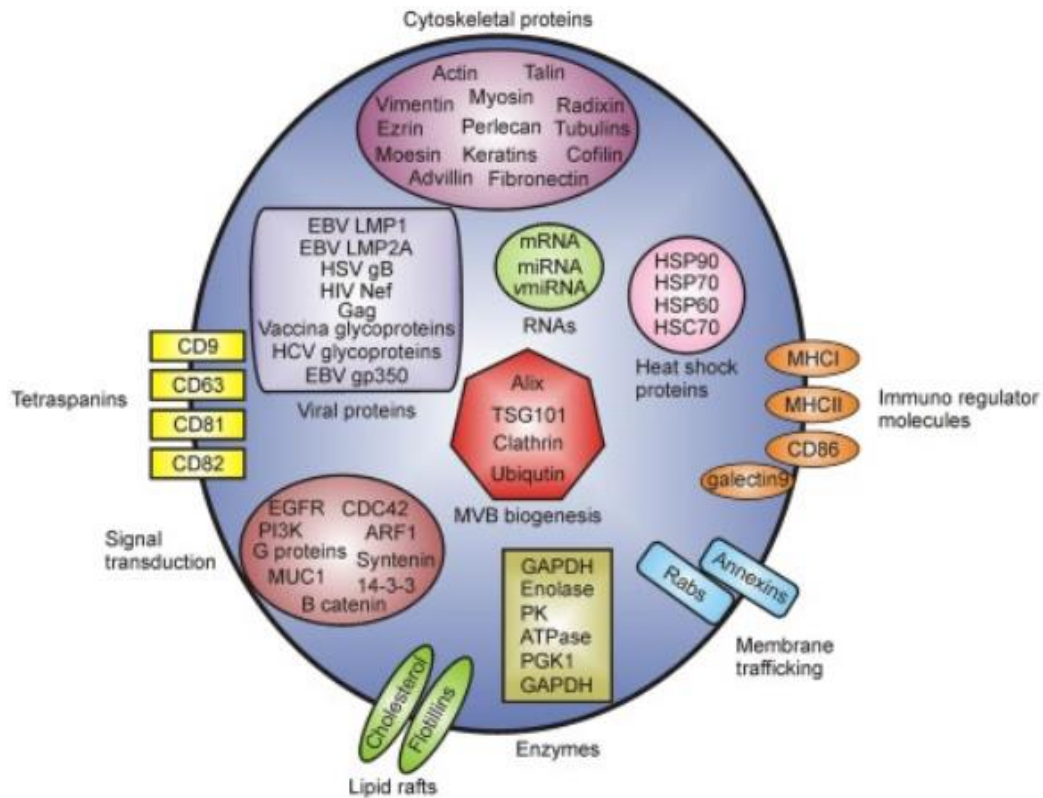 Cytoskeletal proteins
Actin Talin
Vimentin Myosin Radixin
Ezrin Perlecan Tubulins
Moesin Keratins Cofilin
Advillin Fibronectin
EBV LMP1
EBV LMP2A
HSV gB
HIV Nef
Gag
Vaccina glycoproteins
HCV glycoproteins
EBV gp350
Viral proteins
mRNA
miRNA
vmiRNA
RNAs
HSP90
HSP70
HSP60
HSC70
Heat shock
proteins
Tetraspanins
CD9
CD63
CD81
CD82
Alix
TSG101
Clathrin
Ubiqutin
MVB biogenesis
MHCI
MHCII
CD86
galectin9
Immuno regulator
molecules
Signal
transduction
EGFR CDC42
PI3K ARF1
G proteins Syntenin
MUC1 14-3-3
B catenin
GAPDH
Enolase
PK
ATPase
PGK1
GAPDH
Enzymes
Rabs
Annexins
Membrane
trafficking
Cholesterol
Flotillins
Lipid rafts